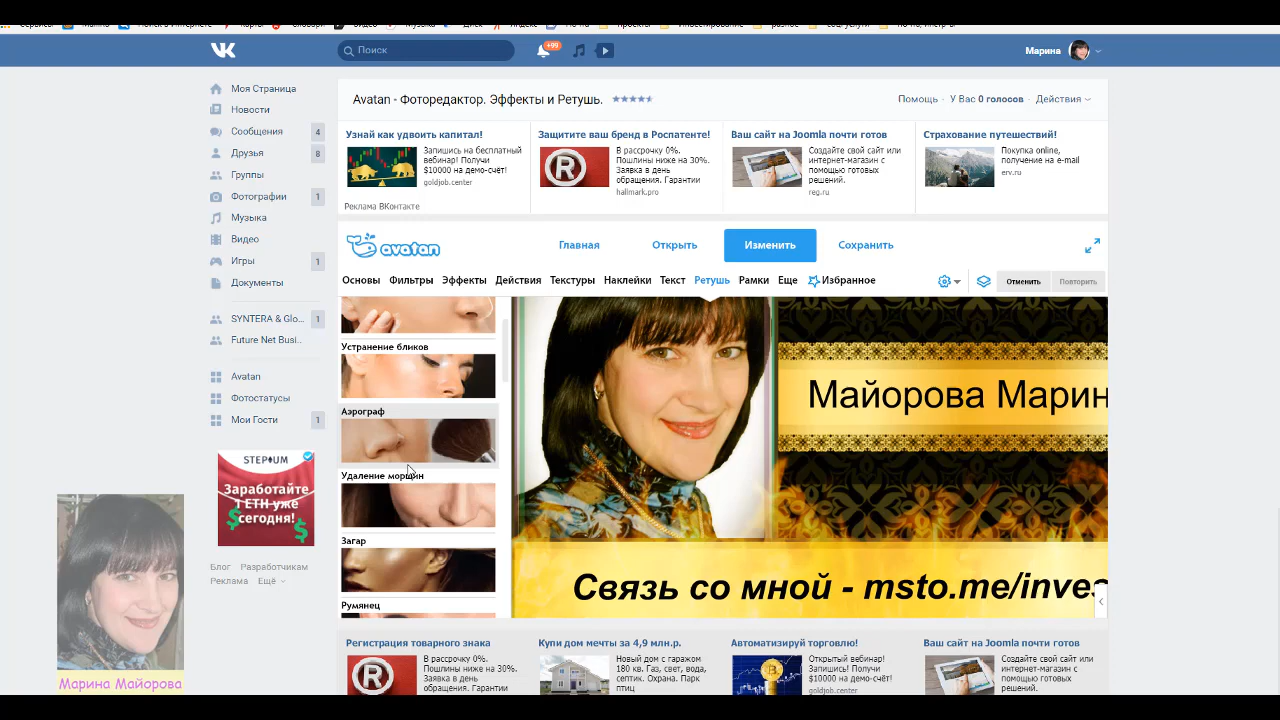 Марина
Поиск
+99
Моя Страница
Новости
Сообщения
4
Друзья
8
Группы
Фотографии
1
Музыка
Видео
Игры
1
Документы
SYNTERA & Glo...
1
Future Net Busi..
Avatan
Фотостатусы
Мои Гости
1
STEPIUM
Заработайте
1 ETH уже
сегодня!
Блог Разработчикам
Реклама Ещё
Марина Майорова
Avatan - Фоторедактор. Эффекты и Ретушь.
Помощь · У Вас 0 голосов · Действия
Узнай как удвоить капитал!
Запишись на бесплатный
вебинар! Получи
$10000 на демо-счёт!
goldjob.center
Защитите ваш бренд в Роспатенте!
В рассрочку 0%.
Пошлины ниже на 30%.
Заявка в день
обращения. Гарантии
hallmark.pro
Ваш сайт на Joomla почти готов
Создайте свой сайт или
интернет-магазин с
помощью готовых
решений.
reg.ru
Страхование путешествий!
Покупка online,
получение на e-mail
erv.ru
Реклама ВКонтакте
avatan
Главная
Открыть
Изменить
Сохранить
Основы Фильтры Эффекты Действия Текстуры Наклейки Текст Ретушь Рамки Еще Избранное
Отменить Повторить
Устранение бликов
Аэрограф
Удаление морщин
Загар
Румянец
Майорова Марин
Связь со мной - msto.me/inves
Регистрация товарного знака
В рассрочку 0%.
Пошлины ниже на 30%.
Заявка в день
обращения. Гарантии
Купи дом мечты за 4,9 млн.р.
Новый дом с гаражом
180 кв. Газ, свет, вода,
септик. Охрана. Парк
птиц
Автоматизируй торговлю!
Открытый вебинар!
Запишись! Получи
$10000 на демо-счёт!
goldjob.center
Ваш сайт на Joomla почти готов
Создайте свой сайт или
интернет-магазин с
помощью готовых
решений.